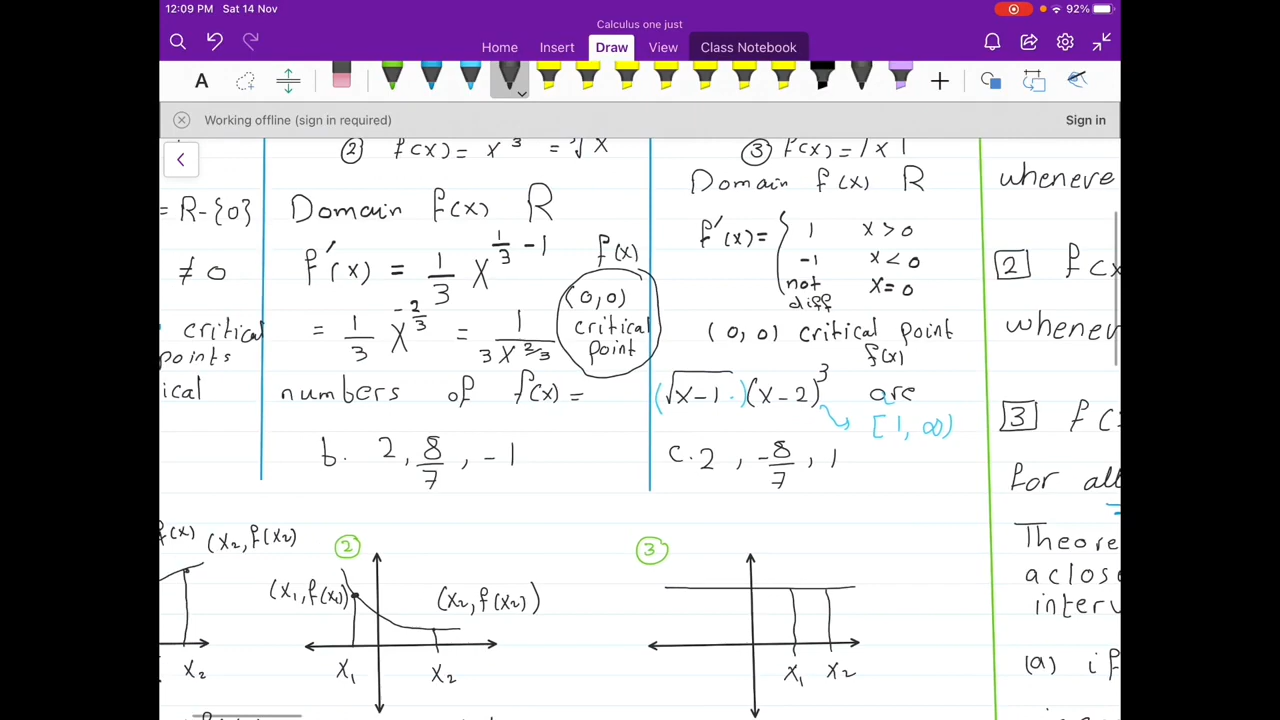 12:09 PM Sat 14 Nov
92%
Calculus one just
Home Insert Draw View Class Notebook
A
Working offline (sign in required) Sign in
= R-{0}
≠ 0
critical
points
ical
② f(x) = x^3 = √x
Domain f(x) R
f'(x) = 1/3 x^(1/3 - 1) f(x)
= 1/3 x^(-2/3) = 1/(3x^(2/3))
(0,0)
critical
point
numbers of f(x) =
b. 2, 8/7, -1
③ f(x) = |x|
Domain f(x) R
f'(x) = { 1 x > 0
-1 x < 0
not diff x = 0
(0,0) critical point
f(x)
(√x-1 .)(x-2)^3 are
[1, ∞)
c. 2, -8/7, 1
f(x) (x2, f(x2)
x2
②
(x1, f(x1)
(x2, f(x2))
x1 x2
③
x1 x2
whenever
2 f(x
whenever
3 f(
for all
Theore
a close
interv
(a) if